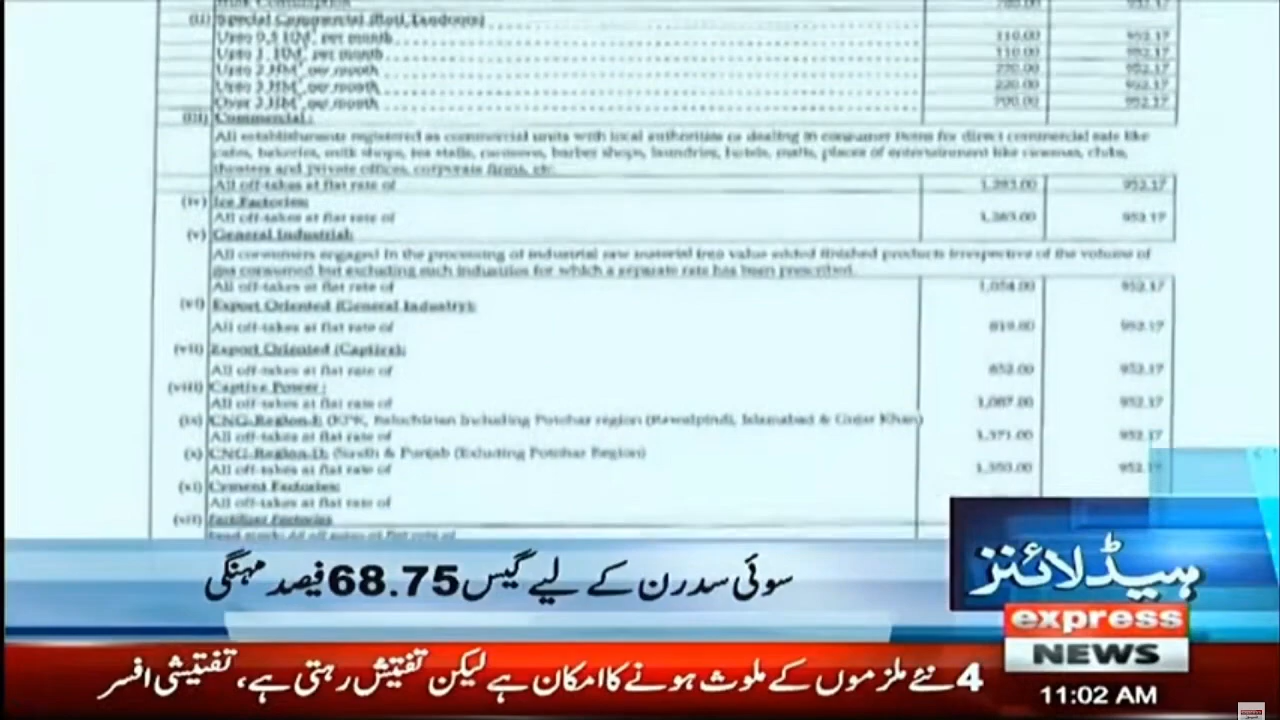 (ii) Special Commercial (Roti Tandoors)
Upto 0.5 HM³ per month 110.00 952.17
Upto 1 HM³ per month 110.00 952.17
Upto 2 HM³ per month 220.00 952.17
Upto 3 HM³ per month 220.00 952.17
Over 3 HM³ per month 700.00 952.17
(iii) Commercial :
All establishments registered as commercial units with local authorities or dealing in consumer items for direct commercial sale like
cafes, bakeries, milk shops, tea stalls, canteens, barber shops, laundries, hotels, malls, places of entertainment like cinemas, clubs,
theaters and private offices, corporate firms, etc.
All off-takes at flat rate of 1,283.00 952.17
(iv) Ice Factories:
All off-takes at flat rate of 1,283.00 952.17
(v) General Industrial:
All consumers engaged in the processing of industrial raw material into value added finished products irrespective of the volume of
gas consumed but excluding such industries for which a separate rate has been prescribed.
All off-takes at flat rate of 1,054.00 952.17
(vi) Export Oriented (General Industry):
All off-takes at flat rate of 819.00 952.17
(vii) Export Oriented (Captive):
All off-takes at flat rate of 852.00 952.17
(viii) Captive Power :
All off-takes at flat rate of 1,087.00 952.17
(ix) CNG Region-I: (KPK, Balochistan Including Potohar region (Rawalpindi, Islamabad & Gujar Khan)
All off-takes at flat rate of 1,371.00 952.17
(x) CNG Region-II: (Sindh & Punjab (Exluding Potohar Region)
All off-takes at flat rate of 1,350.00
(xi) Cement Factories:
All off-takes at flat rate of
(xii) Fertilizer Factories
ہیڈلائنز
سوئی سدرن کے لیے گیس 68.75 فیصد مہنگی
express
NEWS
4 نئے ملزموں کے ملوث ہونے کا امکان ہے لیکن تفتیش رہتی ہے، تفتیشی افسر
11:02 AM